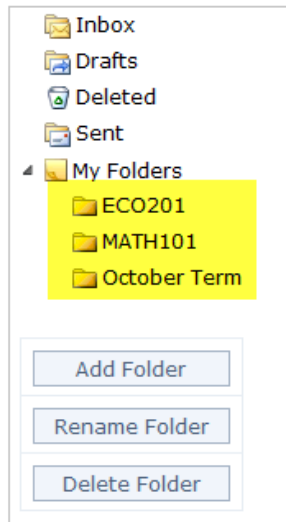 Inbox
Drafts
Deleted
Sent
My Folders
ECO201
MATH101
October Term
Add Folder
Rename Folder
Delete Folder